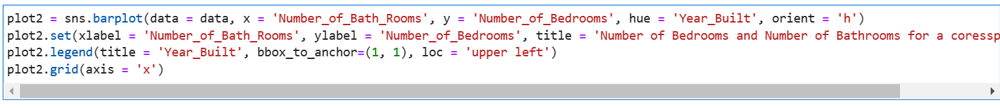 plot2 = sns.barplot(data = data, x = 'Number_of_Bath_Rooms', y = 'Number_of_Bedrooms', hue = 'Year_Built', orient = 'h')
plot2.set(xlabel = 'Number_of_Bath_Rooms', ylabel = 'Number_of_Bedrooms', title = 'Number of Bedrooms and Number of Bathrooms for a coressp
plot2.legend(title = 'Year_Built', bbox_to_anchor=(1, 1), loc = 'upper left')
plot2.grid(axis = 'x')